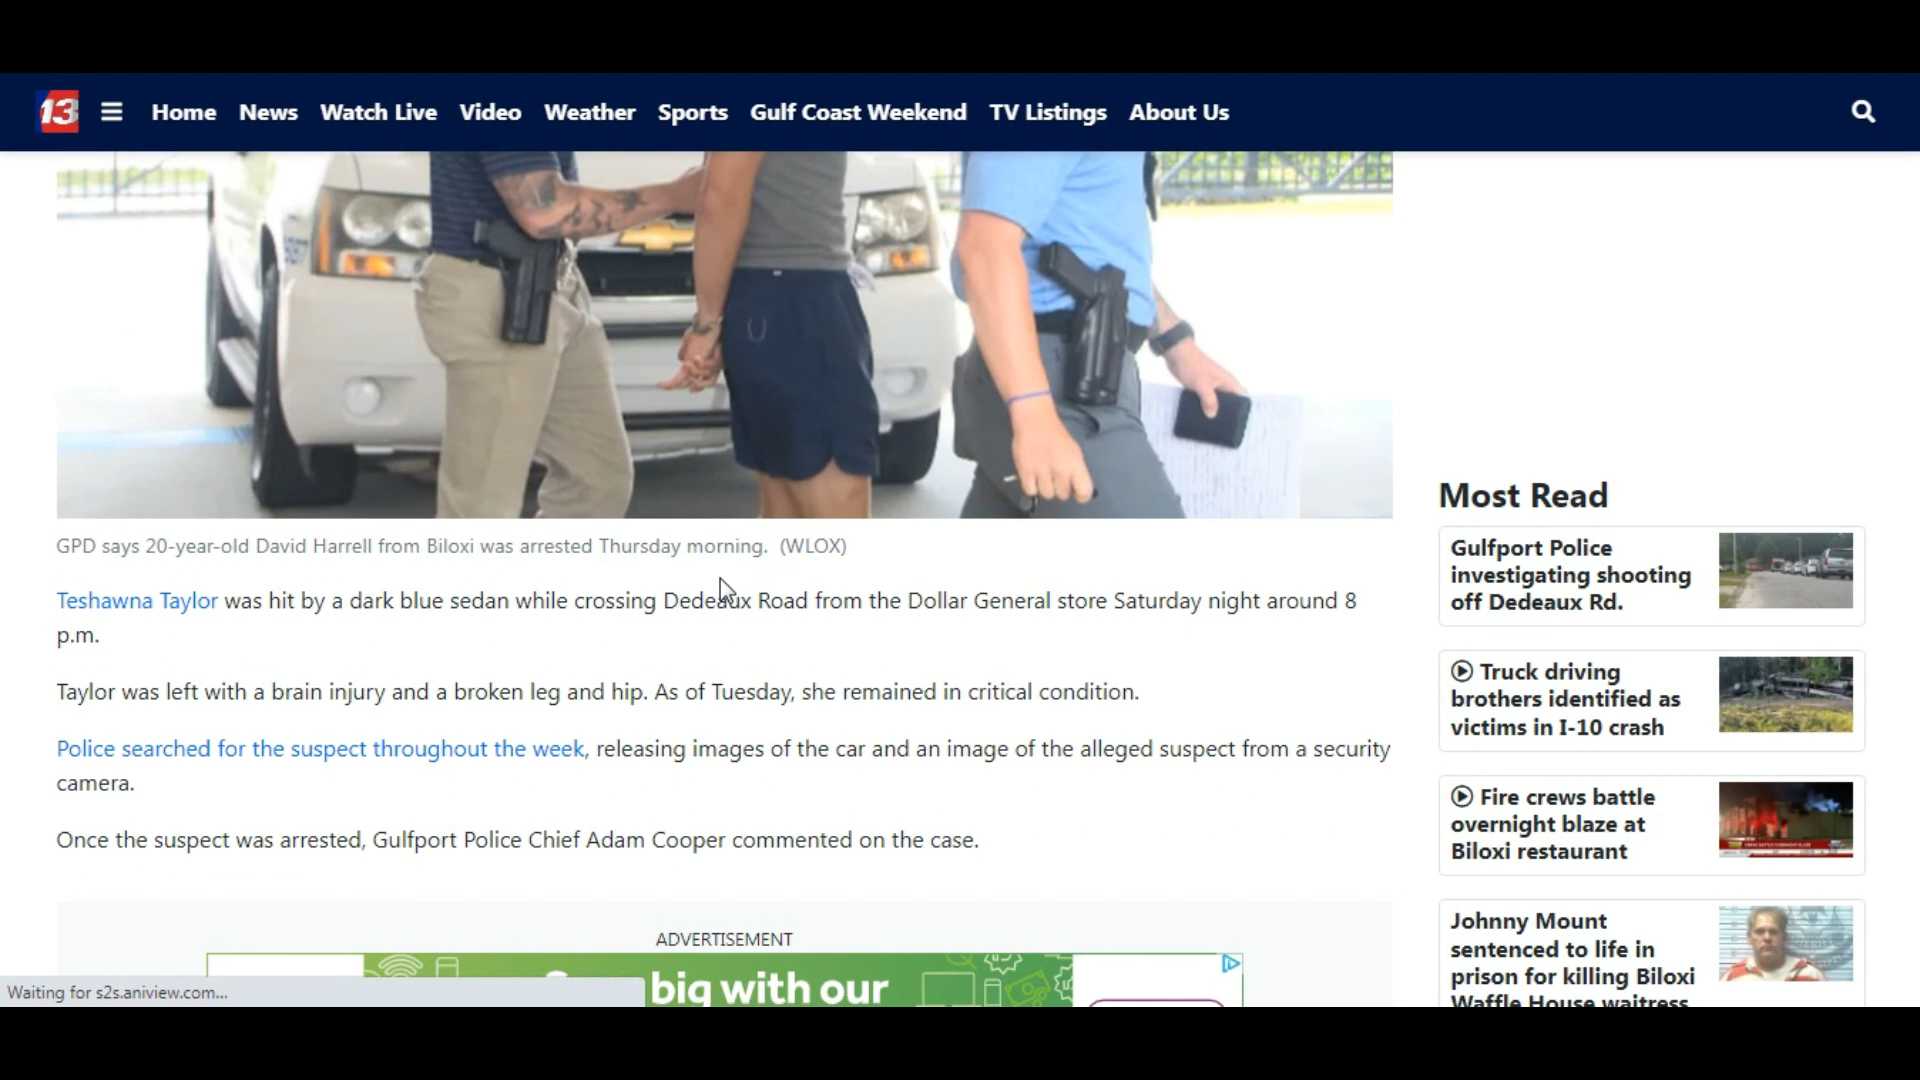 13
Home News Watch Live Video Weather Sports Gulf Coast Weekend TV Listings About Us
GPD says 20-year-old David Harrell from Biloxi was arrested Thursday morning. (WLOX)
Teshawna Taylor was hit by a dark blue sedan while crossing Dedeaux Road from the Dollar General store Saturday night around 8
p.m.
Taylor was left with a brain injury and a broken leg and hip. As of Tuesday, she remained in critical condition.
Police searched for the suspect throughout the week, releasing images of the car and an image of the alleged suspect from a security
camera.
Once the suspect was arrested, Gulfport Police Chief Adam Cooper commented on the case.
ADVERTISEMENT
big with our
Waiting for s2s.aniview.com...
Most Read
Gulfport Police
investigating shooting
off Dedeaux Rd.
Truck driving
brothers identified as
victims in I-10 crash
Fire crews battle
overnight blaze at
Biloxi restaurant
Johnny Mount
sentenced to life in
prison for killing Biloxi
Waffle House waitress